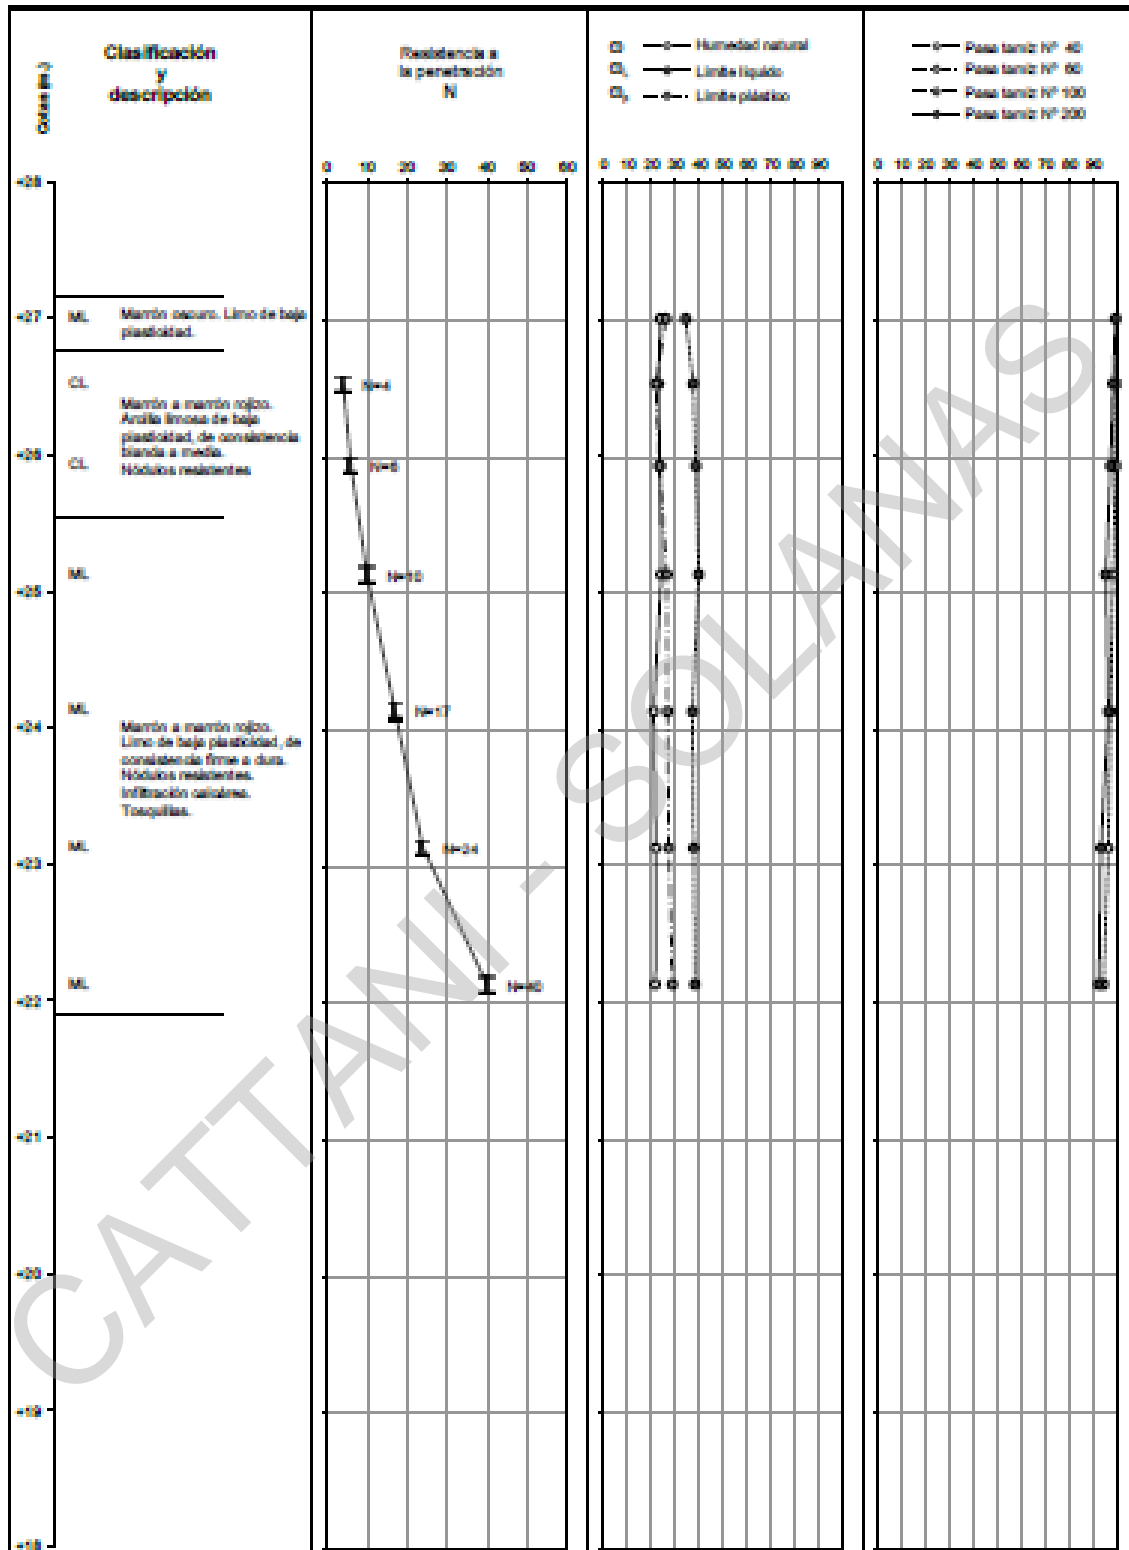 Cotas (m.)
Clasificación
y
descripción
Resistencia a
la penetración
N
Humedad natural
Límite líquido
Límite plástico
Pasa tamiz Nº 40
Pasa tamiz Nº 60
Pasa tamiz Nº 100
Pasa tamiz Nº 200
0 10 20 30 40 50 60
0 10 20 30 40 50 60 70 80 90
0 10 20 30 40 50 60 70 80 90
+28
+27
ML
Marrón oscuro. Limo de baja
plasticidad.
CL
N=4
Marrón a marrón rojizo.
Arcilla limosa de baja
plasticidad, de consistencia
blanda a media.
Nódulos resistentes
+26
CL
N=6
ML
N=10
+25
ML
N=17
+24
Marrón a marrón rojizo.
Limo de baja plasticidad, de
consistencia firme a dura.
Nódulos resistentes.
Infiltración calcárea.
Tosquillas.
ML
N=24
+23
ML
N=40
+22
+21
+20
+19
+18
CATTANI - SOLANAS